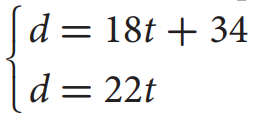 d = 18t + 34
d = 22t